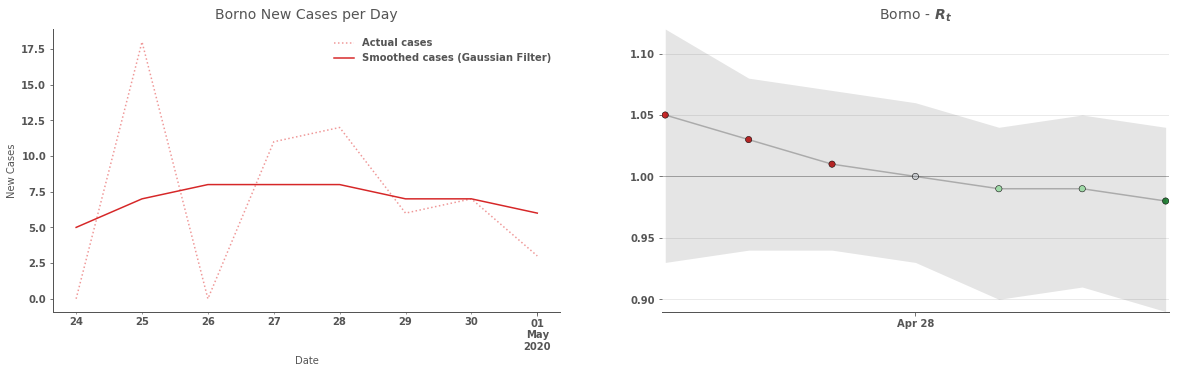 Borno New Cases per Day
Actual cases
Smoothed cases (Gaussian Filter)
17.5
15.0
12.5
10.0
7.5
5.0
2.5
0.0
New Cases
24 25 26 27 28 29 30 01
May
2020
Date
Borno - Rt
1.10
1.05
1.00
0.95
0.90
Apr 28